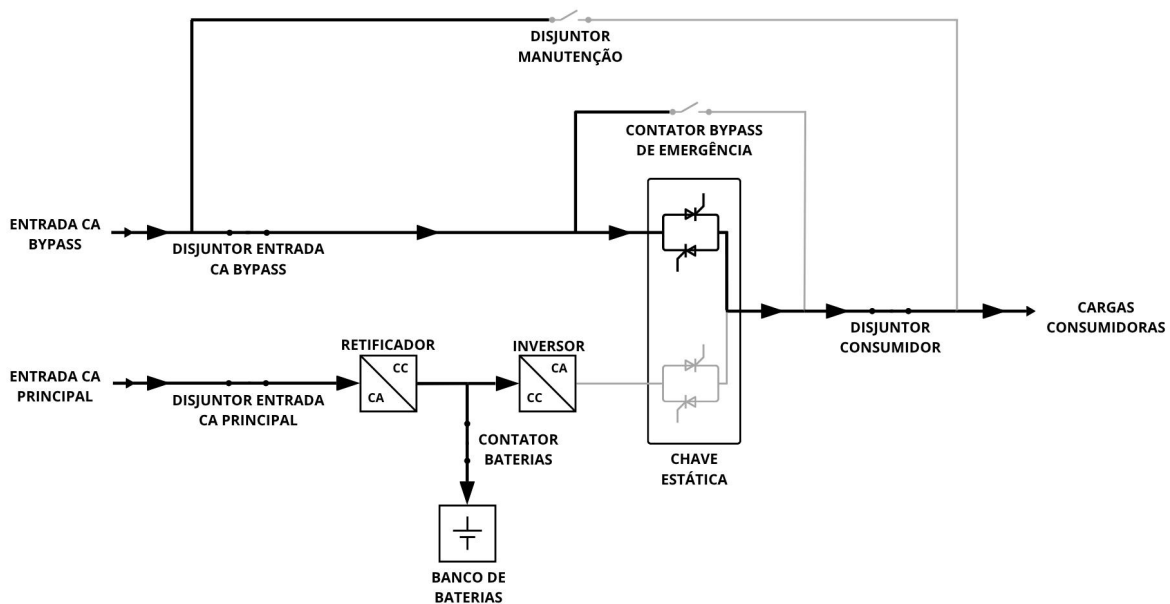 DISJUNTOR
MANUTENÇÃO
CONTATOR BYPASS
DE EMERGÊNCIA
ENTRADA CA
BYPASS
DISJUNTOR ENTRADA
CA BYPASS
CARGAS
CONSUMIDORAS
DISJUNTOR
CONSUMIDOR
RETIFICADOR
INVERSOR
CC
CA
CA
CC
ENTRADA CA
PRINCIPAL
DISJUNTOR ENTRADA
CA PRINCIPAL
CONTATOR
BATERIAS
CHAVE
ESTÁTICA
BANCO DE
BATERIAS